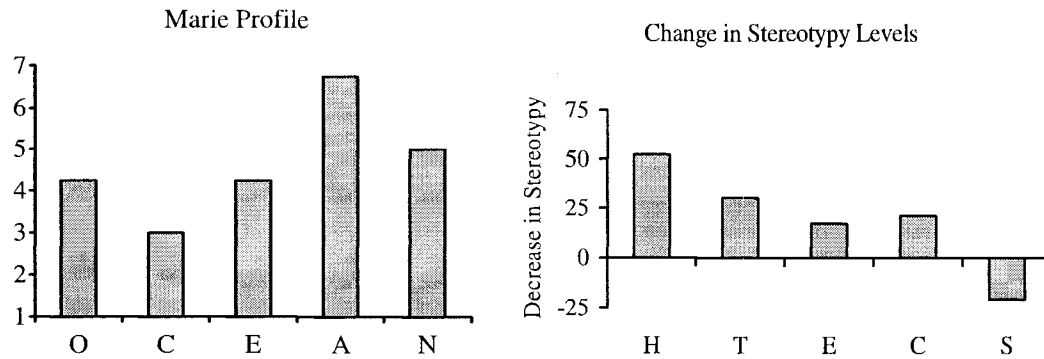 Marie Profile
7
6
5
4
3
2
1
O C E A N
Change in Stereotypy Levels
Decrease in Stereotypy
75
50
25
0
-25
H T E C S